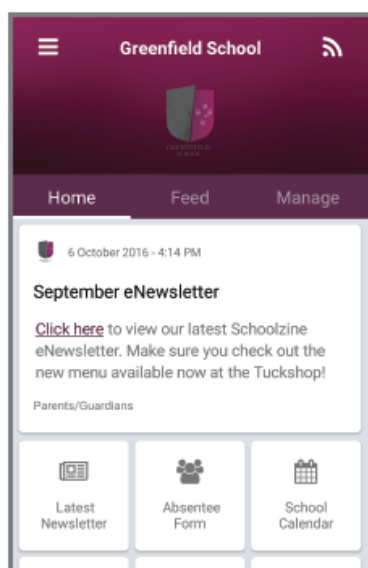 Greenfield School
GREENFIELD
SCHOOL
Home Feed Manage
6 October 2016 - 4:14 PM
September eNewsletter
Click here to view our latest Schoolzine
eNewsletter. Make sure you check out the
new menu available now at the Tuckshop!
Parents/Guardians
Latest Absentee School
Newsletter Form Calendar